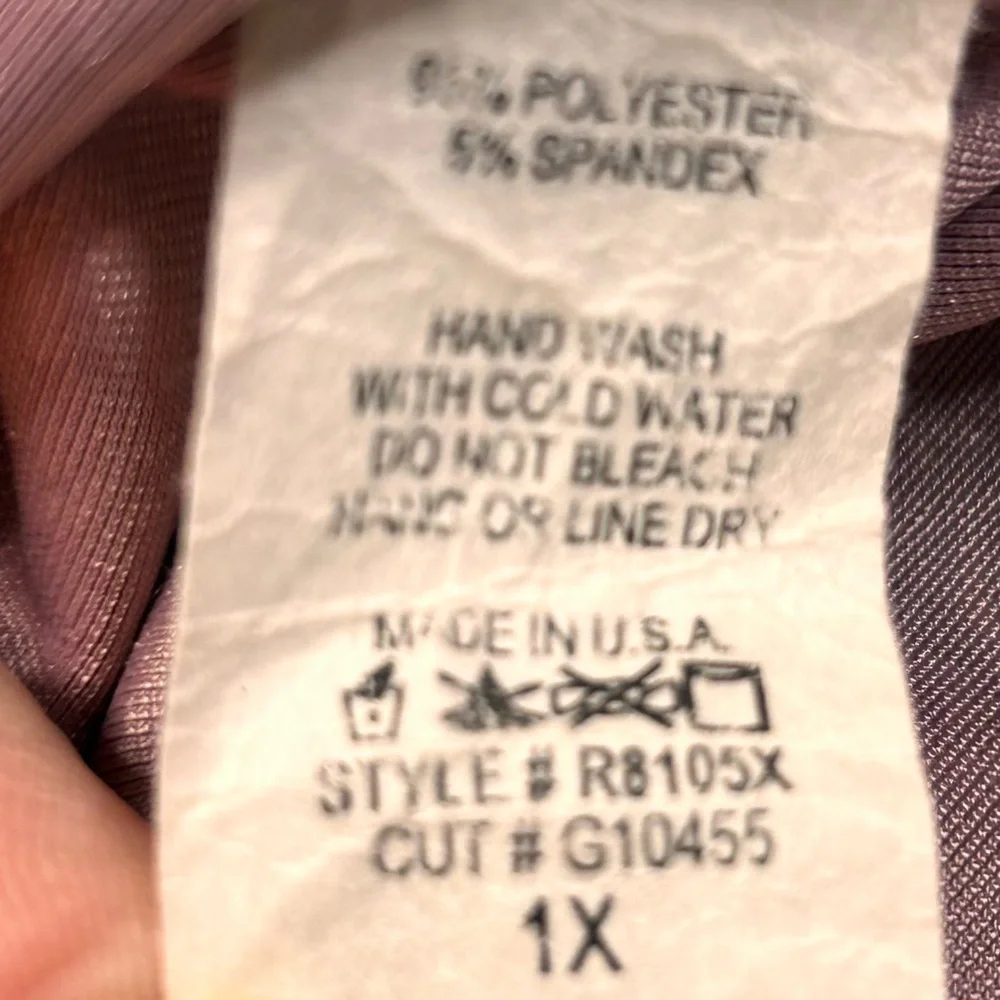 95% POLYESTER
5% SPANDEX
HAND WASH
WITH COLD WATER
DO NOT BLEACH
HANG OR LINE DRY
MADE IN U.S.A.
STYLE # R8105X
CUT # G10455
1X